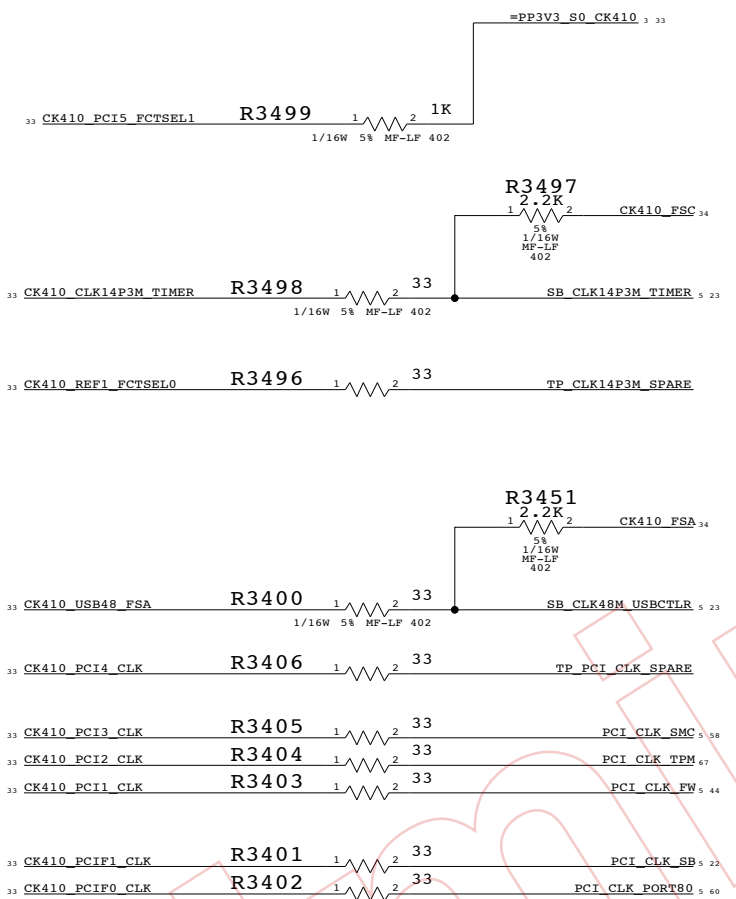 =PP3V3_S0_CK410 3 33
33 CK410_PCI5_FCTSEL1 R3499 1 2 1K
1/16W 5% MF-LF 402
R3497
2.2K
1 2 CK410_FSC 34
5%
1/16W
MF-LF
402
33 CK410_CLK14P3M_TIMER R3498 1 2 33 SB_CLK14P3M_TIMER 5 23
1/16W 5% MF-LF 402
33 CK410_REF1_FCTSEL0 R3496 1 2 33 TP_CLK14P3M_SPARE
R3451
2.2K
1 2 CK410_FSA 34
5%
1/16W
MF-LF
402
33 CK410_USB48_FSA R3400 1 2 33 SB_CLK48M_USBCTLR 5 23
1/16W 5% MF-LF 402
33 CK410_PCI4_CLK R3406 1 2 33 TP_PCI_CLK_SPARE
33 CK410_PCI3_CLK R3405 1 2 33 PCI_CLK_SMC 5 58
33 CK410_PCI2_CLK R3404 1 2 33 PCI_CLK_TPM 67
33 CK410_PCI1_CLK R3403 1 2 33 PCI_CLK_FW 5 44
33 CK410_PCIF1_CLK R3401 1 2 33 PCI_CLK_SB 5 22
33 CK410_PCIF0_CLK R3402 1 2 33 PCI_CLK_PORT80 5 60